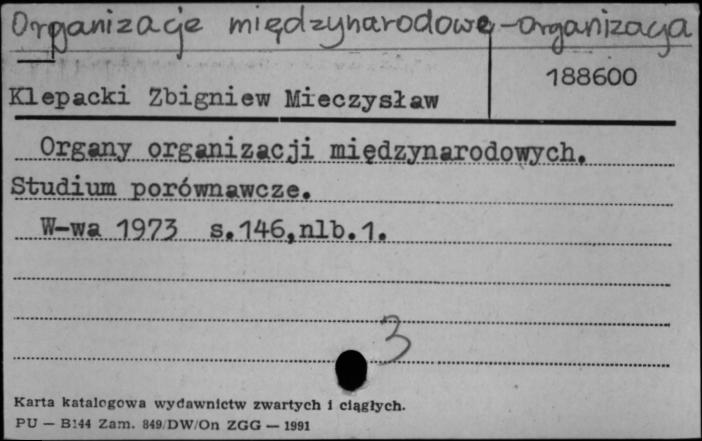 Organizacje międzynarodowe - organizacja
188600
Klepacki Zbigniew Mieczysław
Organy organizacji międzynarodowych.
Studium porównawcze.
W-wa 1973 s.146,nlb.1.
3
Karta katalogowa wydawnictw zwartych i ciągłych.
PU — B144 Zam. 849/DW/On ZGG — 1991